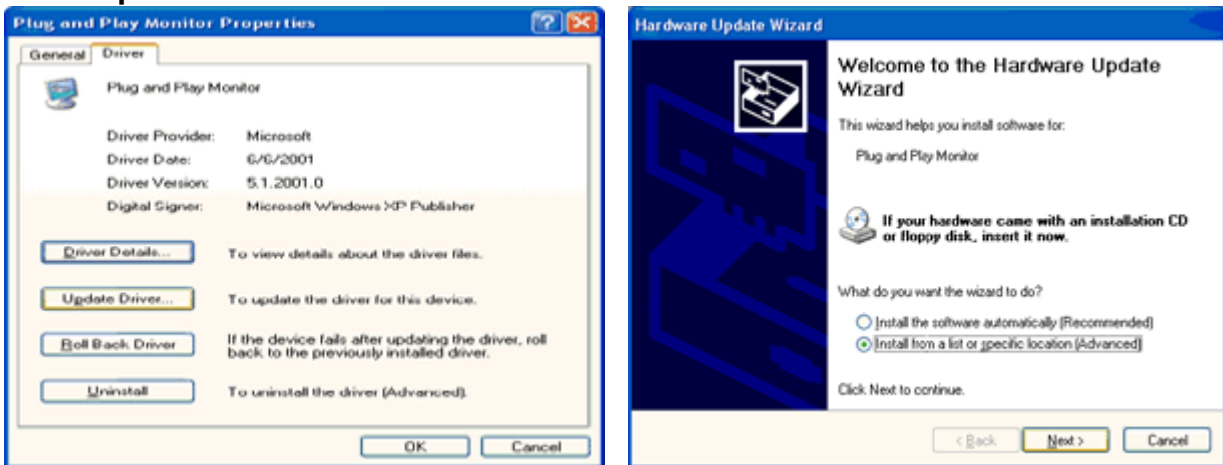 Plug and Play Monitor Properties
General Driver
Plug and Play Monitor
Driver Provider: Microsoft
Driver Date: 6/6/2001
Driver Version: 5.1.2001.0
Digital Signer: Microsoft Windows XP Publisher
Driver Details... To view details about the driver files.
Update Driver... To update the driver for this device.
Roll Back Driver If the device fails after updating the driver, roll
back to the previously installed driver.
Uninstall To uninstall the driver (Advanced).
OK Cancel
Hardware Update Wizard
Welcome to the Hardware Update
Wizard
This wizard helps you install software for:
Plug and Play Monitor
If your hardware came with an installation CD
or floppy disk, insert it now.
What do you want the wizard to do?
Install the software automatically (Recommended)
Install from a list or specific location (Advanced)
Click Next to continue.
< Back Next > Cancel